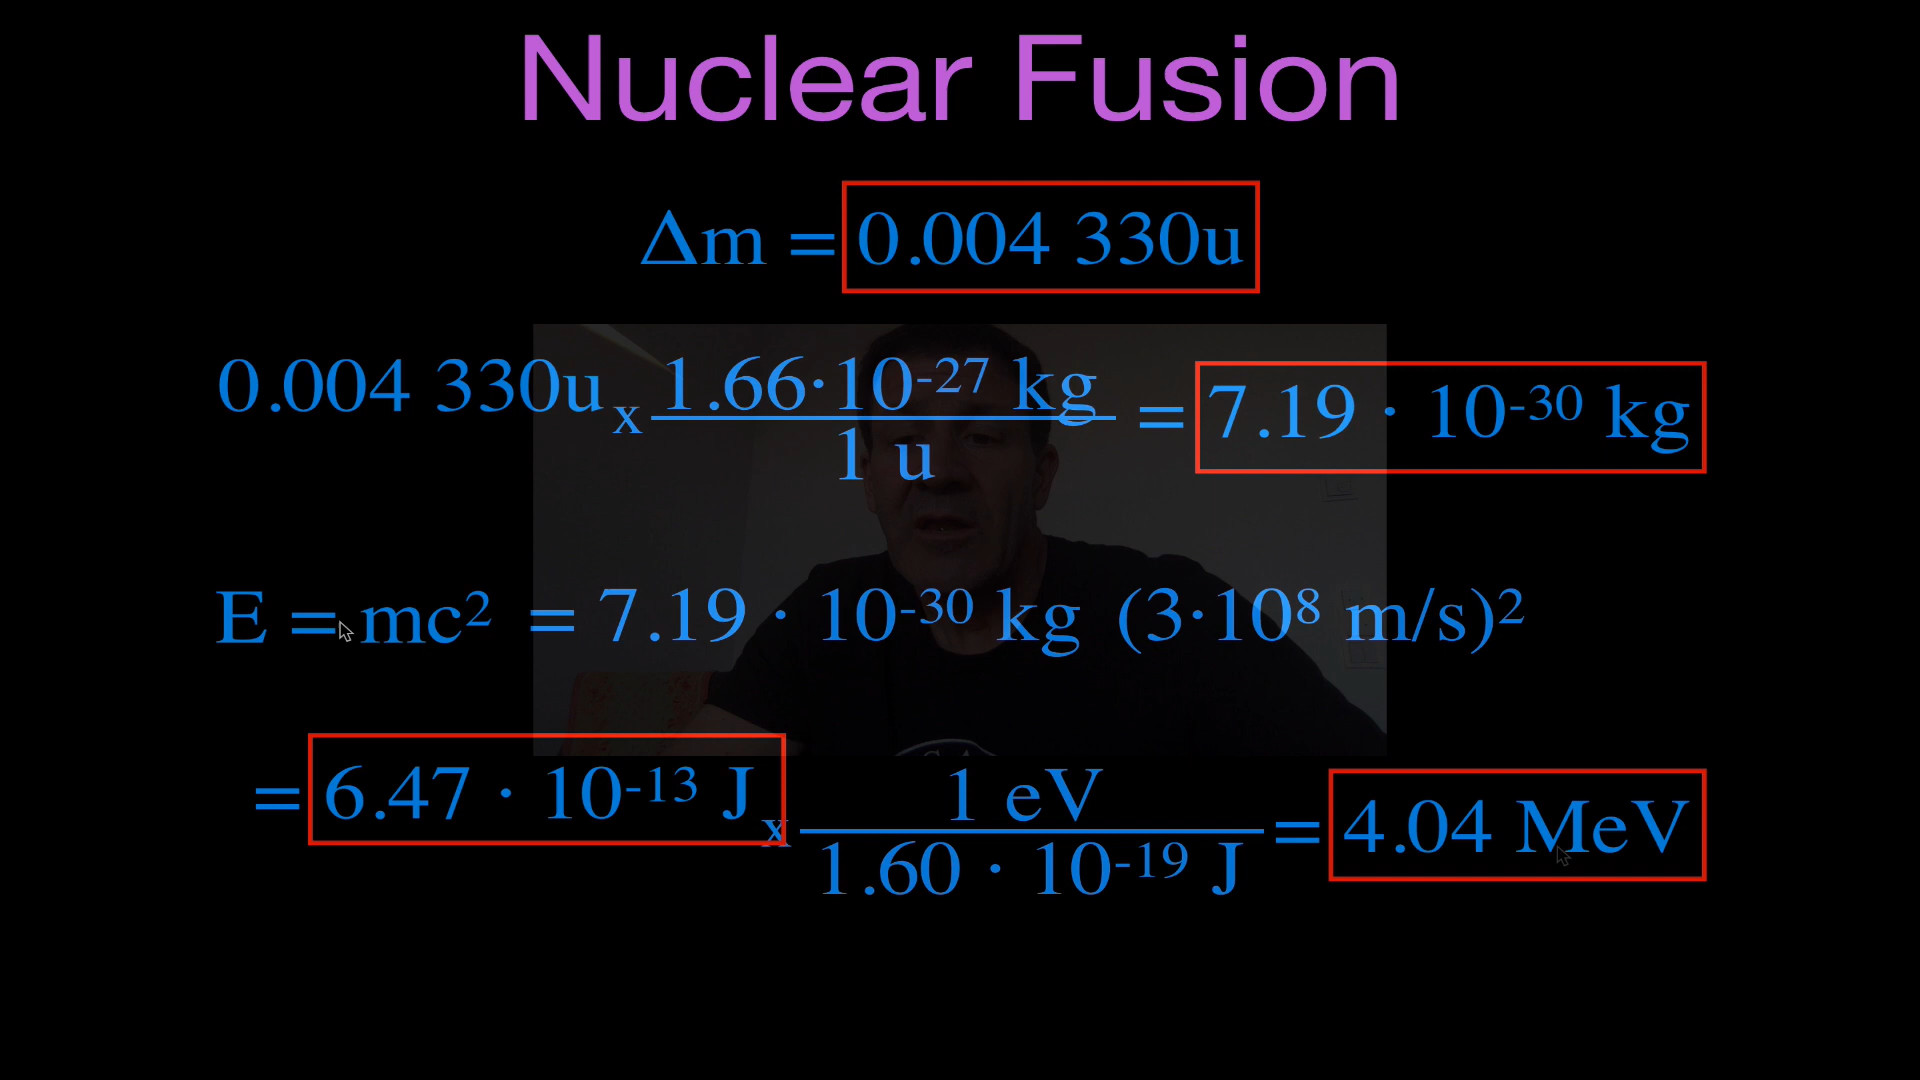 Nuclear Fusion
Δm = 0.004 330u
0.004 330u x 1.66·10⁻²⁷ kg / 1 u = 7.19 · 10⁻³⁰ kg
E = mc² = 7.19 · 10⁻³⁰ kg (3·10⁸ m/s)²
= 6.47 · 10⁻¹³ J x 1 eV / 1.60 · 10⁻¹⁹ J = 4.04 MeV